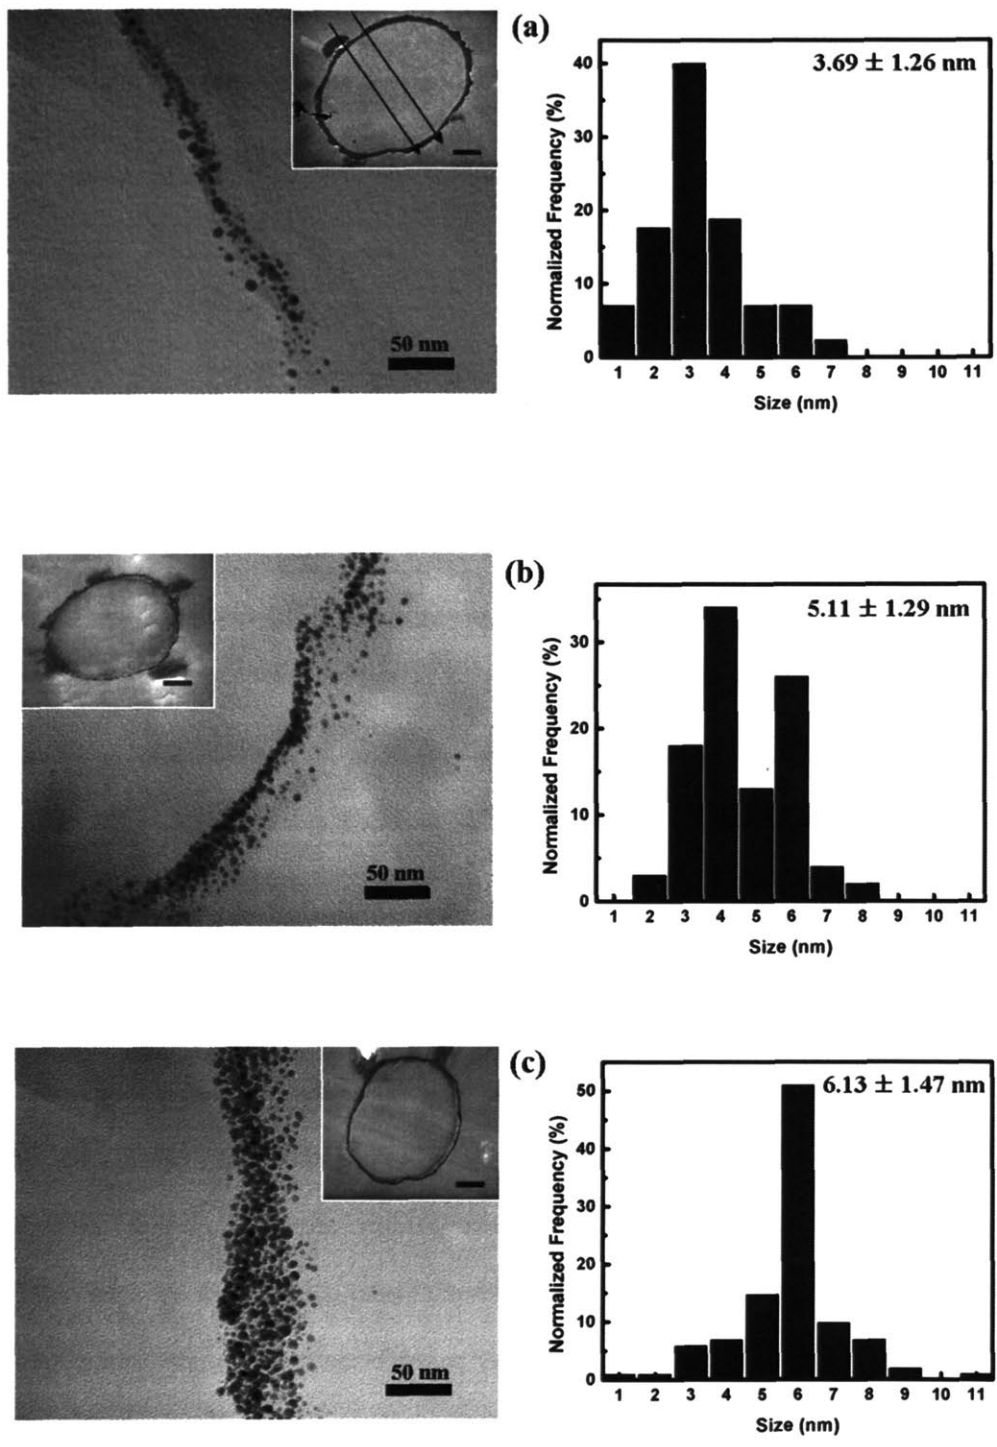 (a)
50 nm
3.69 ± 1.26 nm
Normalized Frequency (%)
40
30
20
10
0
1 2 3 4 5 6 7 8 9 10 11
Size (nm)
(b)
50 nm
5.11 ± 1.29 nm
Normalized Frequency (%)
30
20
10
0
1 2 3 4 5 6 7 8 9 10 11
Size (nm)
(c)
50 nm
6.13 ± 1.47 nm
Normalized Frequency (%)
50
40
30
20
10
0
1 2 3 4 5 6 7 8 9 10 11
Size (nm)